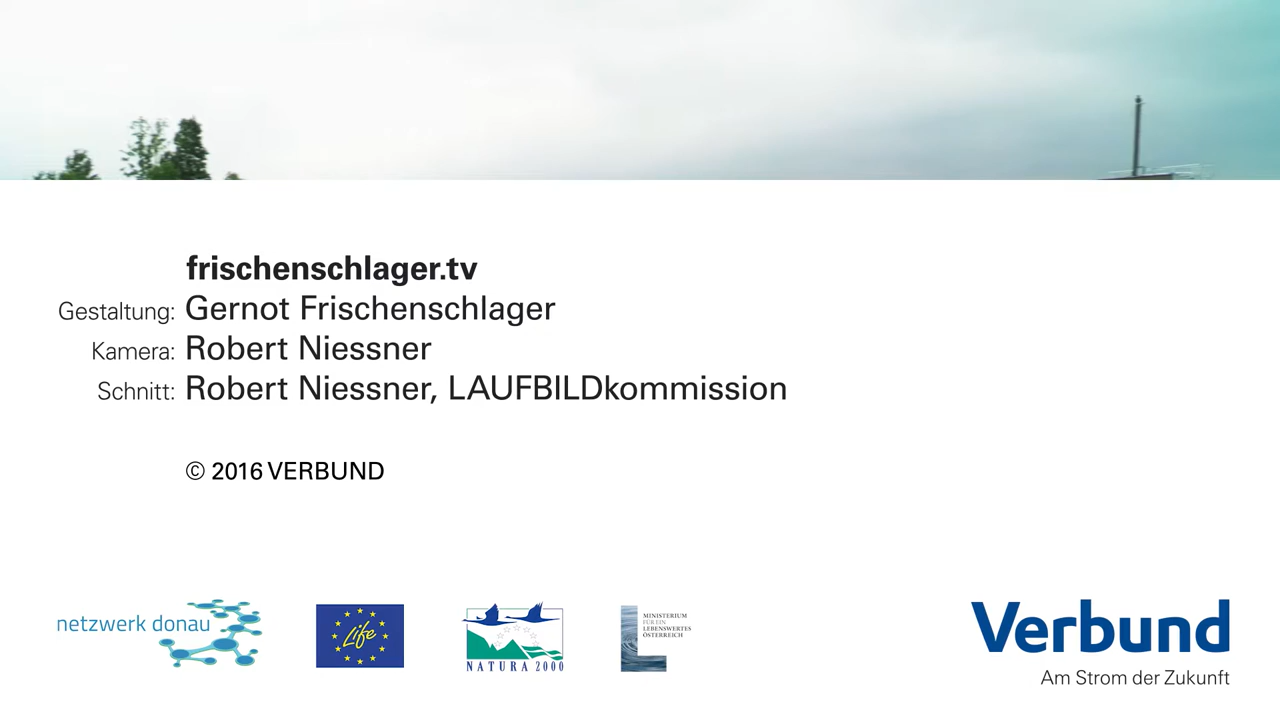 frischenschlager.tv
Gestaltung: Gernot Frischenschlager
Kamera: Robert Niessner
Schnitt: Robert Niessner, LAUFBILDkommission
© 2016 VERBUND
netzwerk donau
Life
NATURA 2000
MINISTERIUM
FÜR EIN
LEBENSWERTES
ÖSTERREICH
Verbund
Am Strom der Zukunft